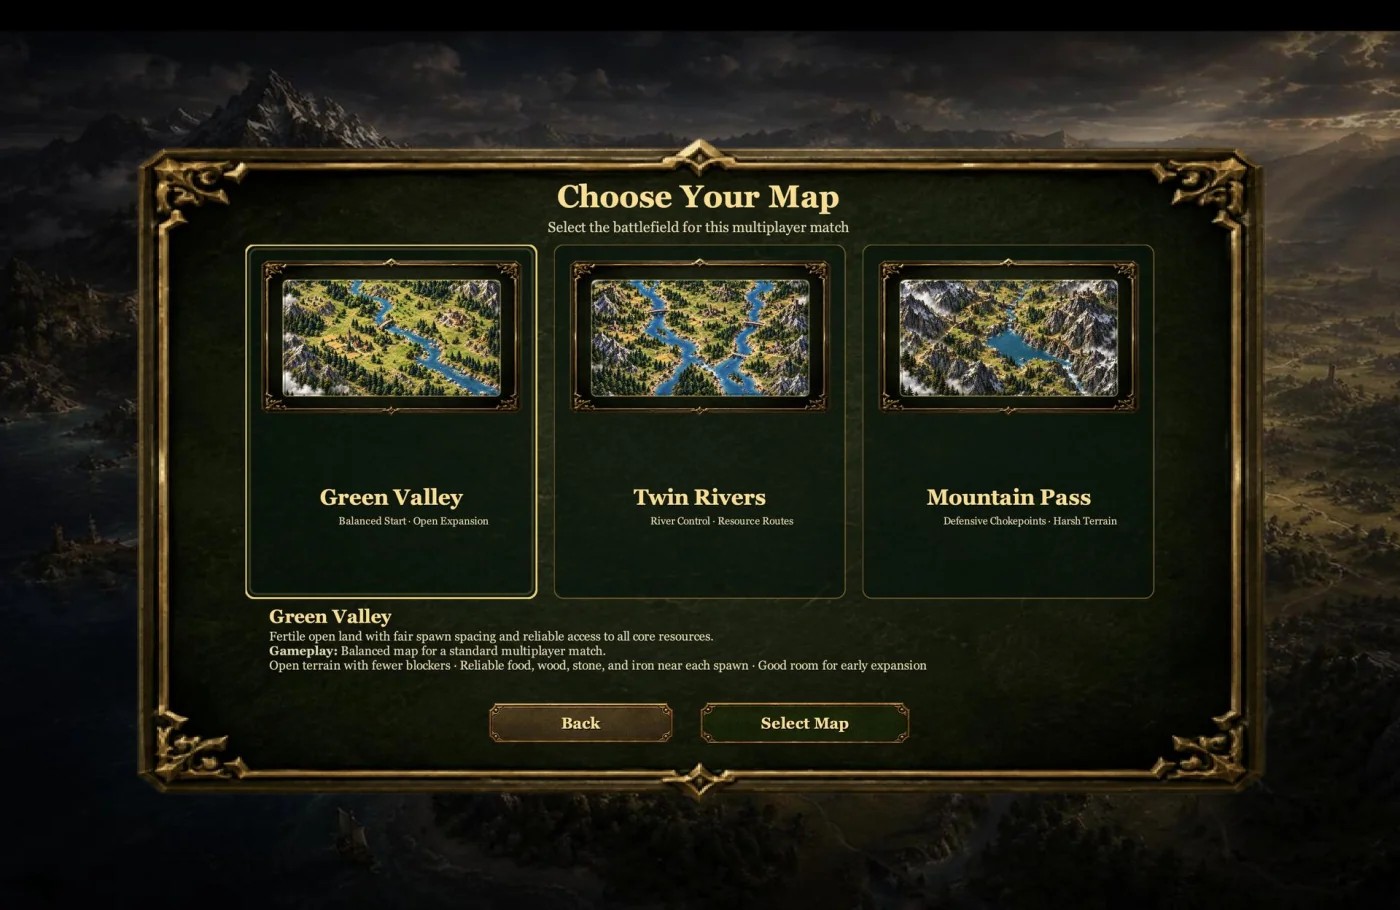 Choose Your Map
Select the battlefield for this multiplayer match
Green Valley
Balanced Start · Open Expansion
Twin Rivers
River Control · Resource Routes
Mountain Pass
Defensive Chokepoints · Harsh Terrain
Green Valley
Fertile open land with fair spawn spacing and reliable access to all core resources.
Gameplay: Balanced map for a standard multiplayer match.
Open terrain with fewer blockers · Reliable food, wood, stone, and iron near each spawn · Good room for early expansion
Back
Select Map